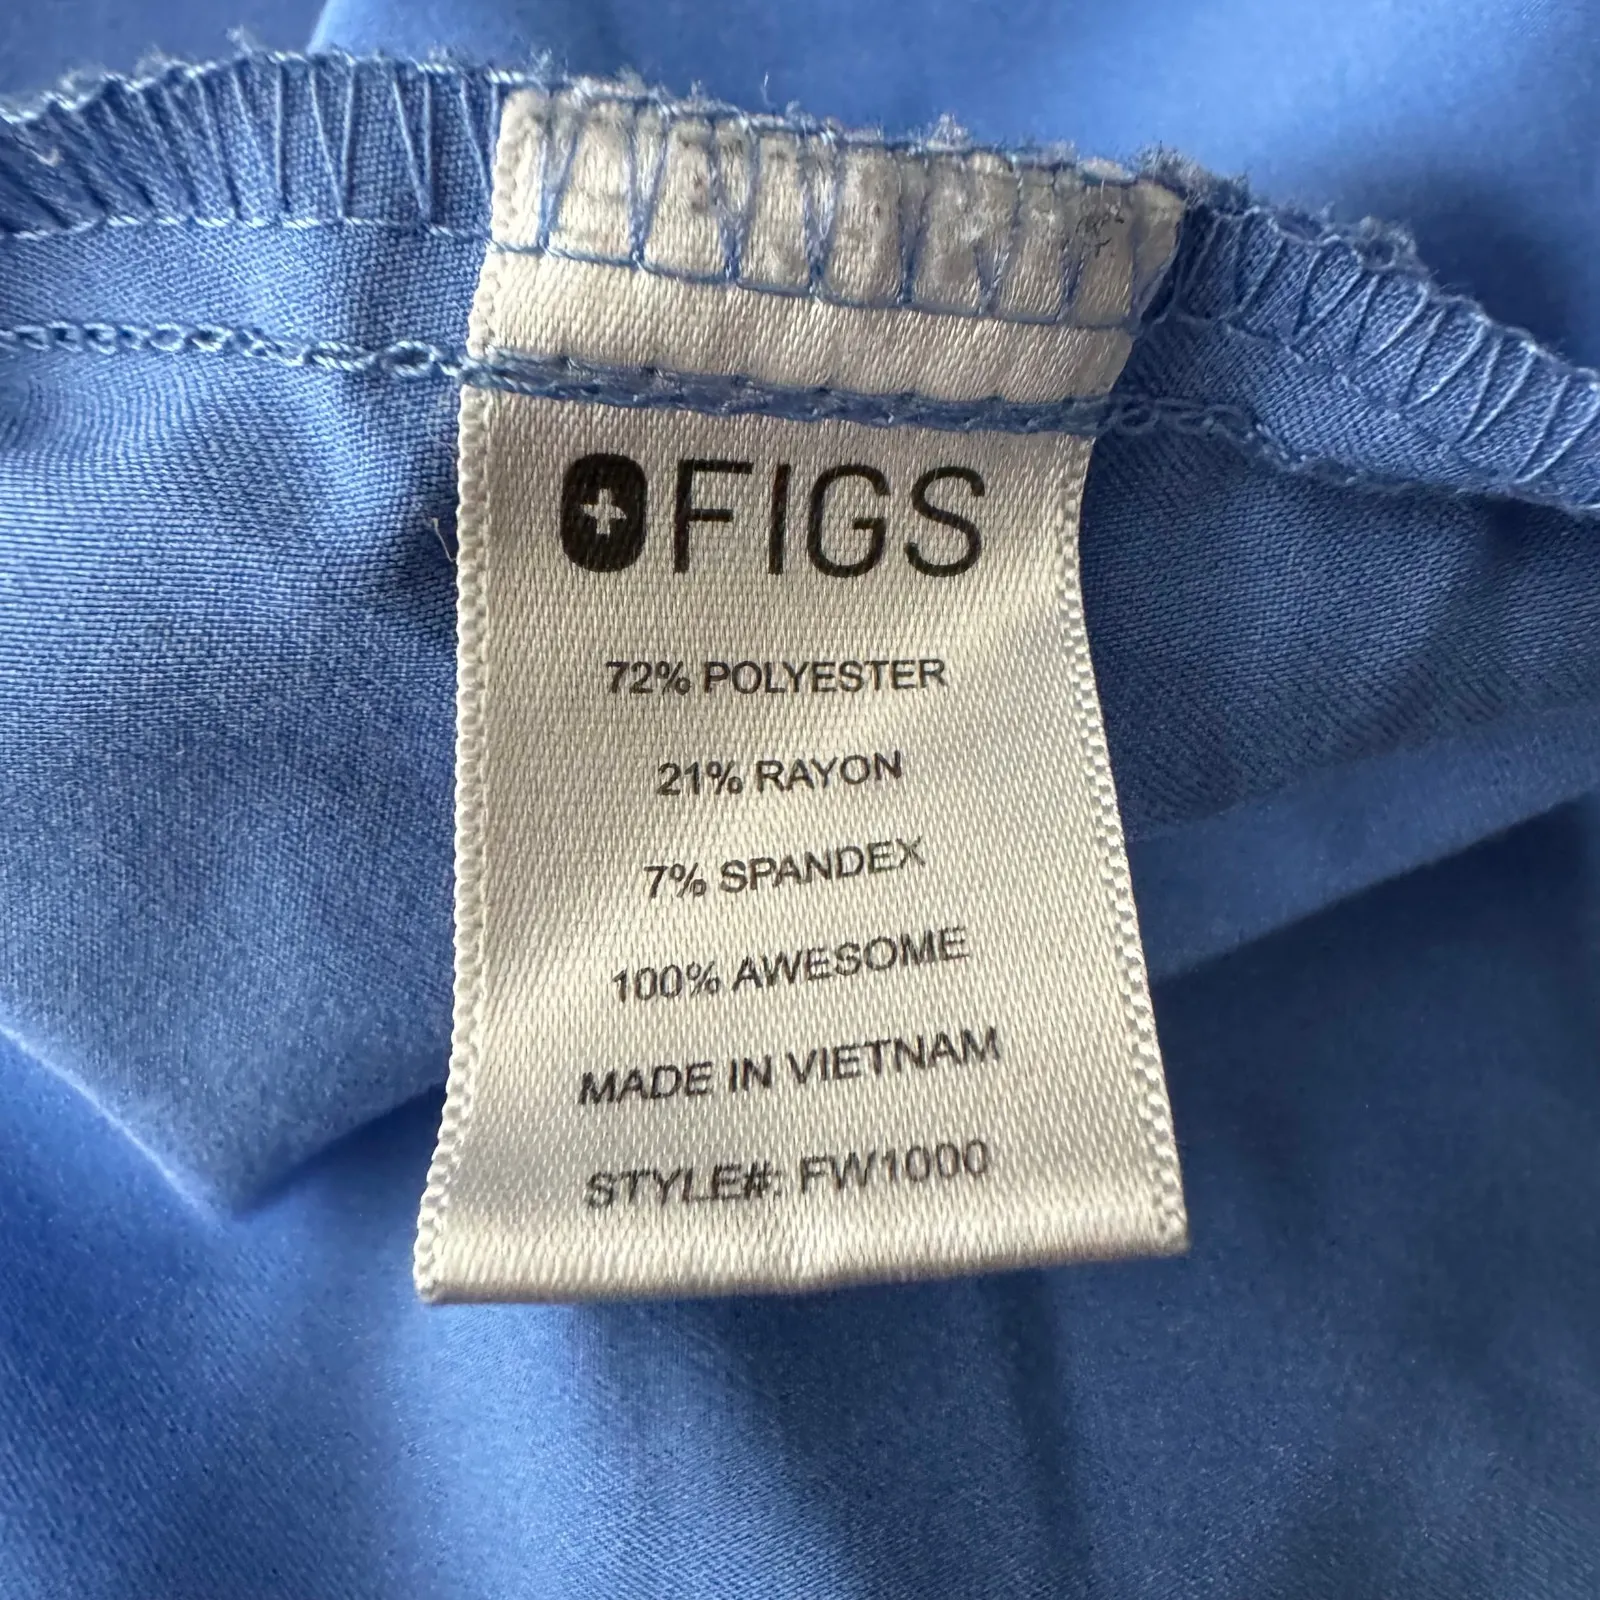 FIGS
72% POLYESTER
21% RAYON
7% SPANDEX
100% AWESOME
MADE IN VIETNAM
STYLE#: FW1000